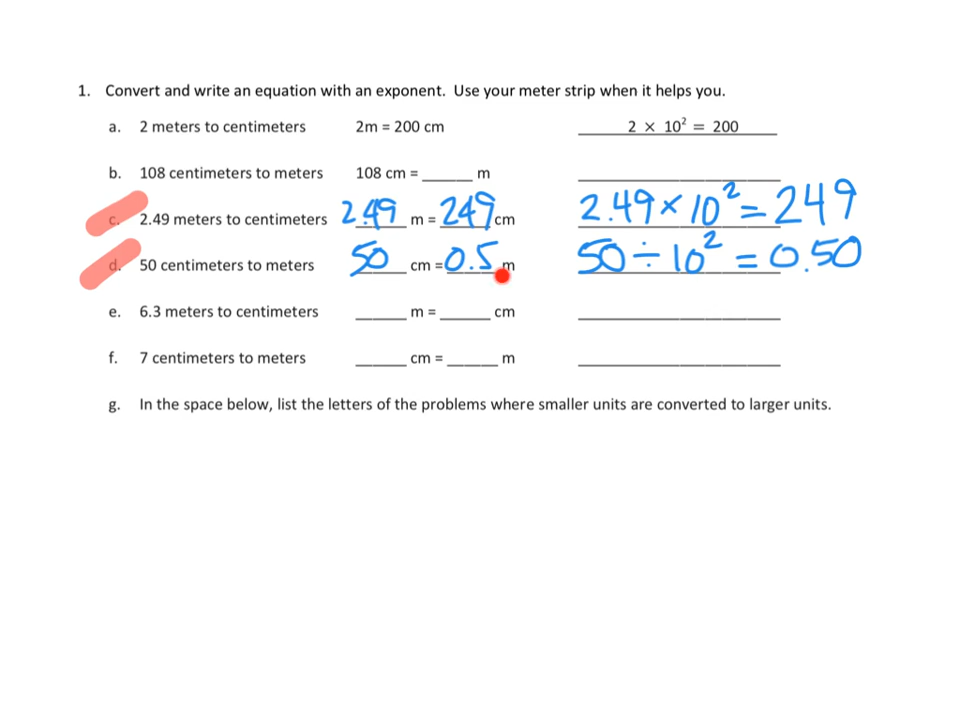 1. Convert and write an equation with an exponent. Use your meter strip when it helps you.
a. 2 meters to centimeters 2m = 200 cm 2 × 10² = 200
b. 108 centimeters to meters 108 cm = ______ m
c. 2.49 meters to centimeters 2.49 m = 249 cm 2.49 × 10² = 249
d. 50 centimeters to meters 50 cm = 0.5 m 50 ÷ 10² = 0.50
e. 6.3 meters to centimeters ______ m = ______ cm
f. 7 centimeters to meters ______ cm = ______ m
g. In the space below, list the letters of the problems where smaller units are converted to larger units.